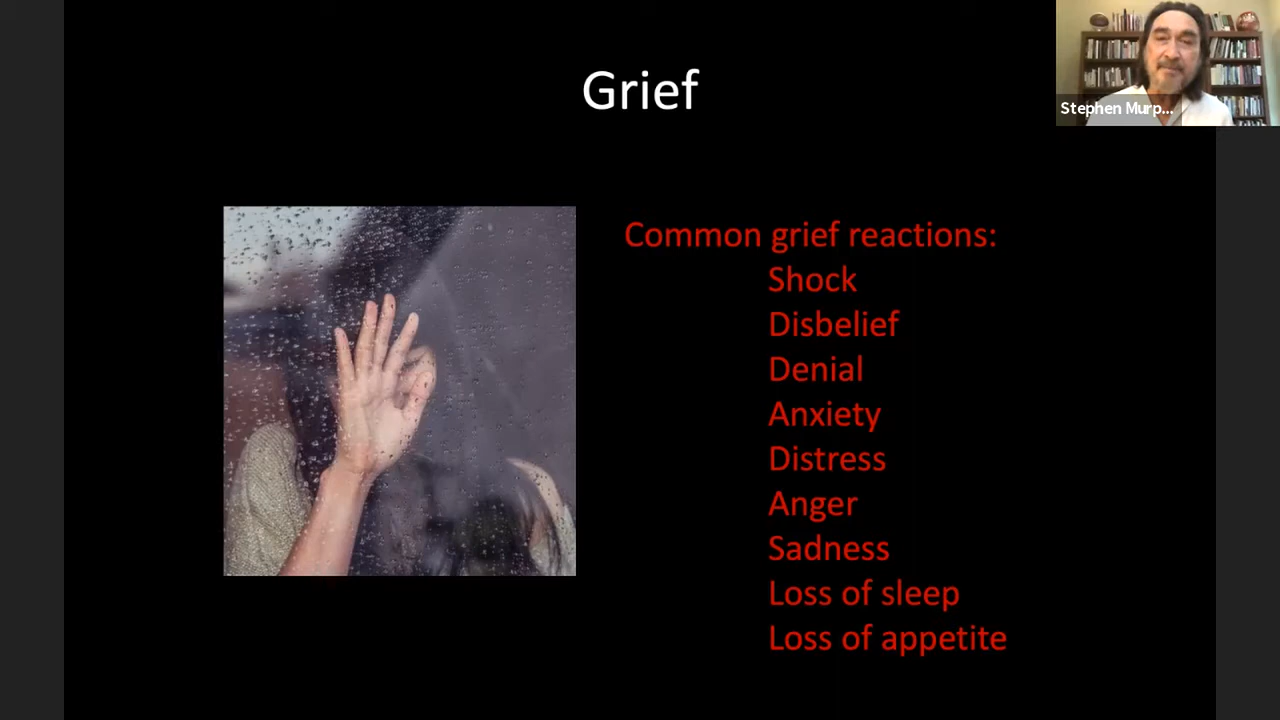 Grief
Stephen Murp...
Common grief reactions:
Shock
Disbelief
Denial
Anxiety
Distress
Anger
Sadness
Loss of sleep
Loss of appetite